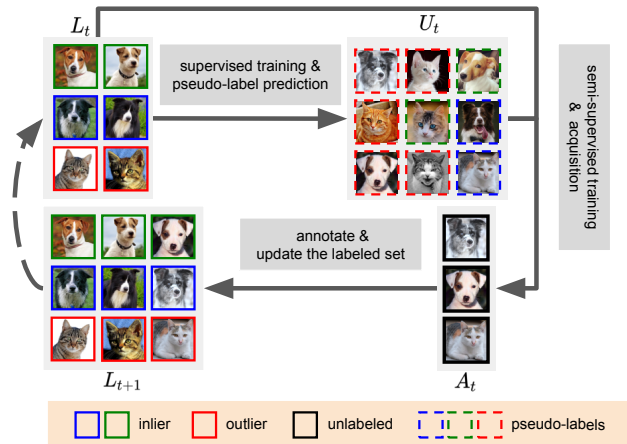 L_t
U_t
supervised training &
pseudo-label prediction
semi-supervised training
& acquisition
annotate &
update the labeled set
L_{t+1}
A_t
inlier
outlier
unlabeled
pseudo-labels